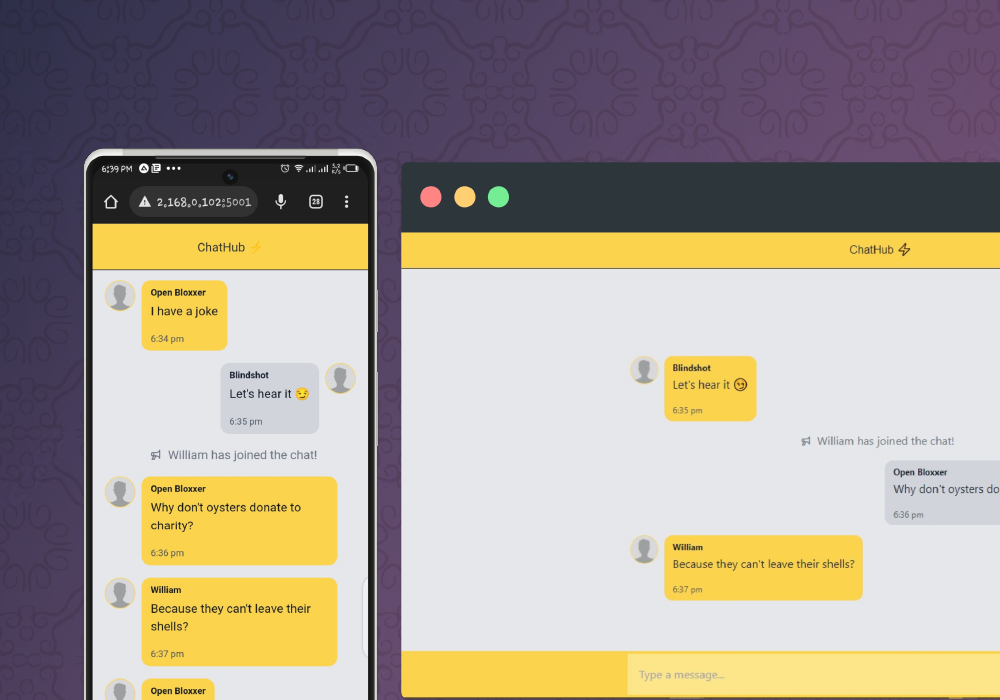 6:39 PM
28
2,168,0,102:5001
ChatHub ⚡
Open Bloxxer
I have a joke
6:34 pm
Blindshot
Let's hear it 😏
6:35 pm
William has joined the chat!
Open Bloxxer
Why don't oysters donate to
charity?
6:36 pm
William
Because they can't leave their
shells?
6:37 pm
Open Bloxxer
ChatHub
Blindshot
Let's hear it 😏
6:35 pm
William has joined the chat!
Open Bloxxer
Why don't oysters do
6:36 pm
William
Because they can't leave their shells?
6:37 pm
Type a message...